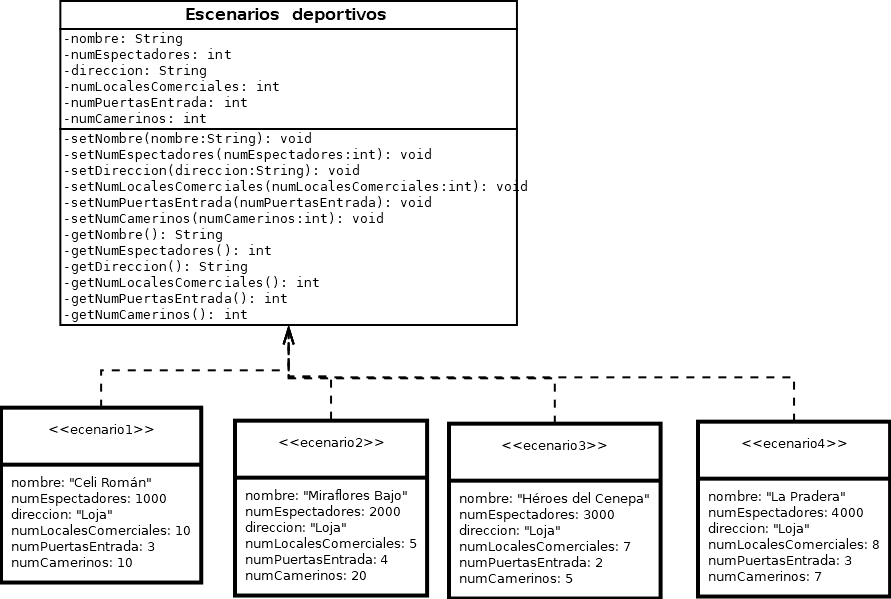 Escenarios deportivos
-nombre: String
-numEspectadores: int
-direccion: String
-numLocalesComerciales: int
-numPuertasEntrada: int
-numCamerinos: int
-setNombre(nombre:String): void
-setNumEspectadores(numEspectadores:int): void
-setDireccion(direccion:String): void
-setNumLocalesComerciales(numLocalesComerciales:int): void
-setNumPuertasEntrada(numPuertasEntrada): void
-setNumCamerinos(numCamerinos:int): void
-getNombre(): String
-getNumEspectadores(): int
-getDireccion(): String
-getNumLocalesComerciales(): int
-getNumPuertasEntrada(): int
-getNumCamerinos(): int
<<ecenario1>>
nombre: "Celi Román"
numEspectadores: 1000
direccion: "Loja"
numLocalesComerciales: 10
numPuertasEntrada: 3
numCamerinos: 10
<<ecenario2>>
nombre: "Miraflores Bajo"
numEspectadores: 2000
direccion: "Loja"
numLocalesComerciales: 5
numPuertasEntrada: 4
numCamerinos: 20
<<ecenario3>>
nombre: "Héroes del Cenepa"
numEspectadores: 3000
direccion: "Loja"
numLocalesComerciales: 7
numPuertasEntrada: 2
numCamerinos: 5
<<ecenario4>>
nombre: "La Pradera"
numEspectadores: 4000
direccion: "Loja"
numLocalesComerciales: 8
numPuertasEntrada: 3
numCamerinos: 7